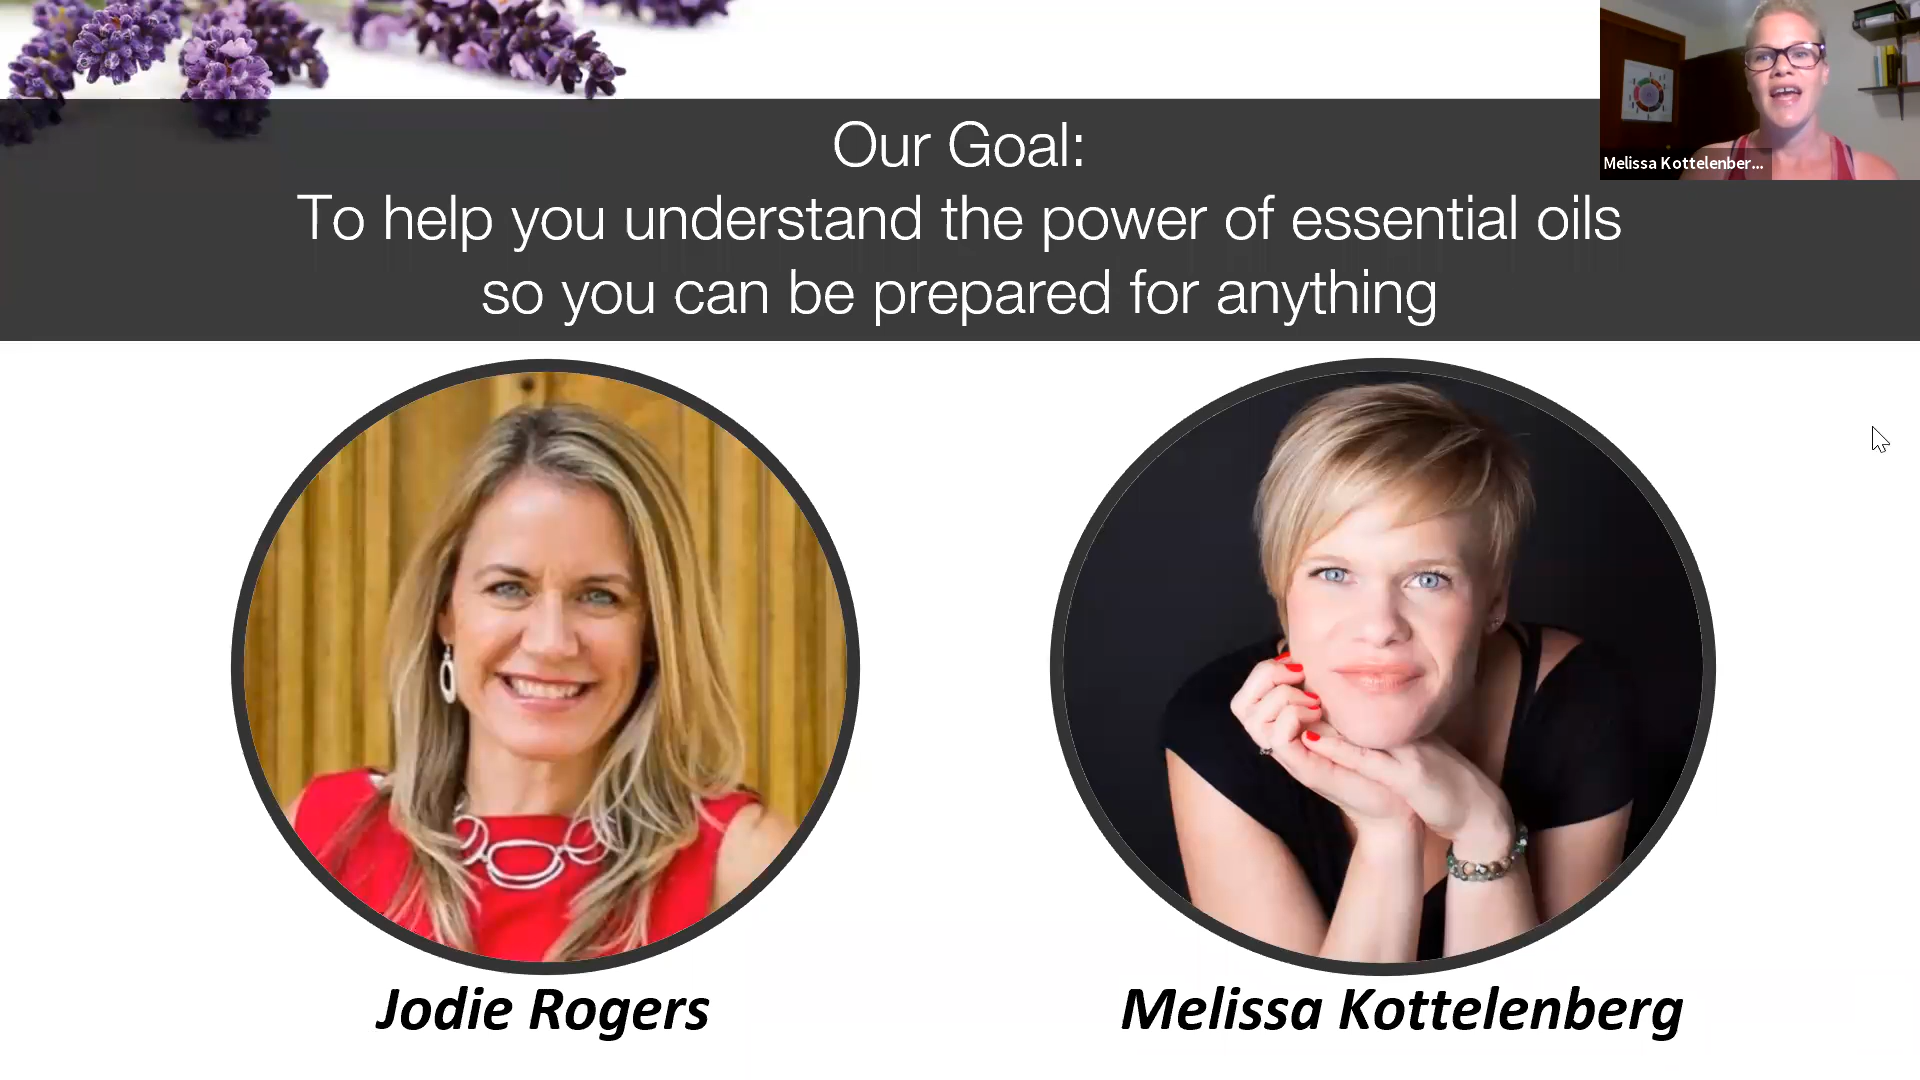 Our Goal:
To help you understand the power of essential oils
so you can be prepared for anything
Melissa Kottelenber...
Jodie Rogers
Melissa Kottelenberg